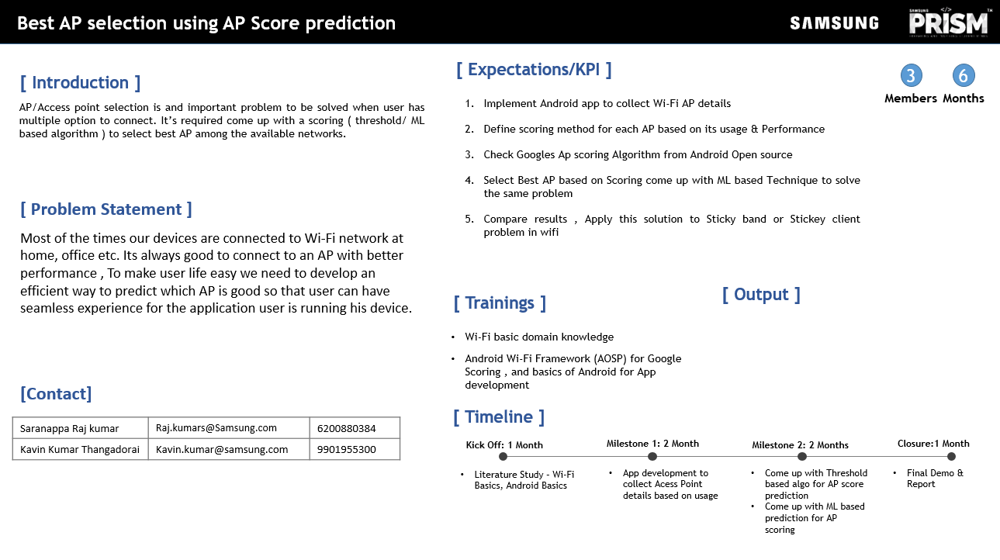 Best AP selection using AP Score prediction
SAMSUNG
SAMSUNG
</>
PRISM
TM
[ Introduction ]
AP/Access point selection is and important problem to be solved when user has
multiple option to connect. It's required come up with a scoring ( threshold/ ML
based algorithm ) to select best AP among the available networks.
[ Problem Statement ]
Most of the times our devices are connected to Wi-Fi network at
home, office etc. Its always good to connect to an AP with better
performance , To make user life easy we need to develop an
efficient way to predict which AP is good so that user can have
seamless experience for the application user is running his device.
[Contact]
Saranappa Raj kumar Raj.kumars@Samsung.com 6200880384
Kavin Kumar Thangadorai Kavin.kumar@samsung.com 9901955300
[ Expectations/KPI ]
3 6
Members Months
1. Implement Android app to collect Wi-Fi AP details
2. Define scoring method for each AP based on its usage & Performance
3. Check Googles Ap scoring Algorithm from Android Open source
4. Select Best AP based on Scoring come up with ML based Technique to solve
the same problem
5. Compare results , Apply this solution to Sticky band or Stickey client
problem in wifi
[ Trainings ]
• Wi-Fi basic domain knowledge
• Android Wi-Fi Framework (AOSP) for Google
Scoring , and basics of Android for App
development
[ Output ]
[ Timeline ]
Kick Off: 1 Month
• Literature Study – Wi-Fi
Basics, Android Basics
Milestone 1: 2 Month
• App development to
collect Acess Point
details based on usage
Milestone 2: 2 Months
• Come up with Threshold
based algo for AP score
prediction
• Come up with ML based
prediction for AP
scoring
Closure:1 Month
• Final Demo &
Report